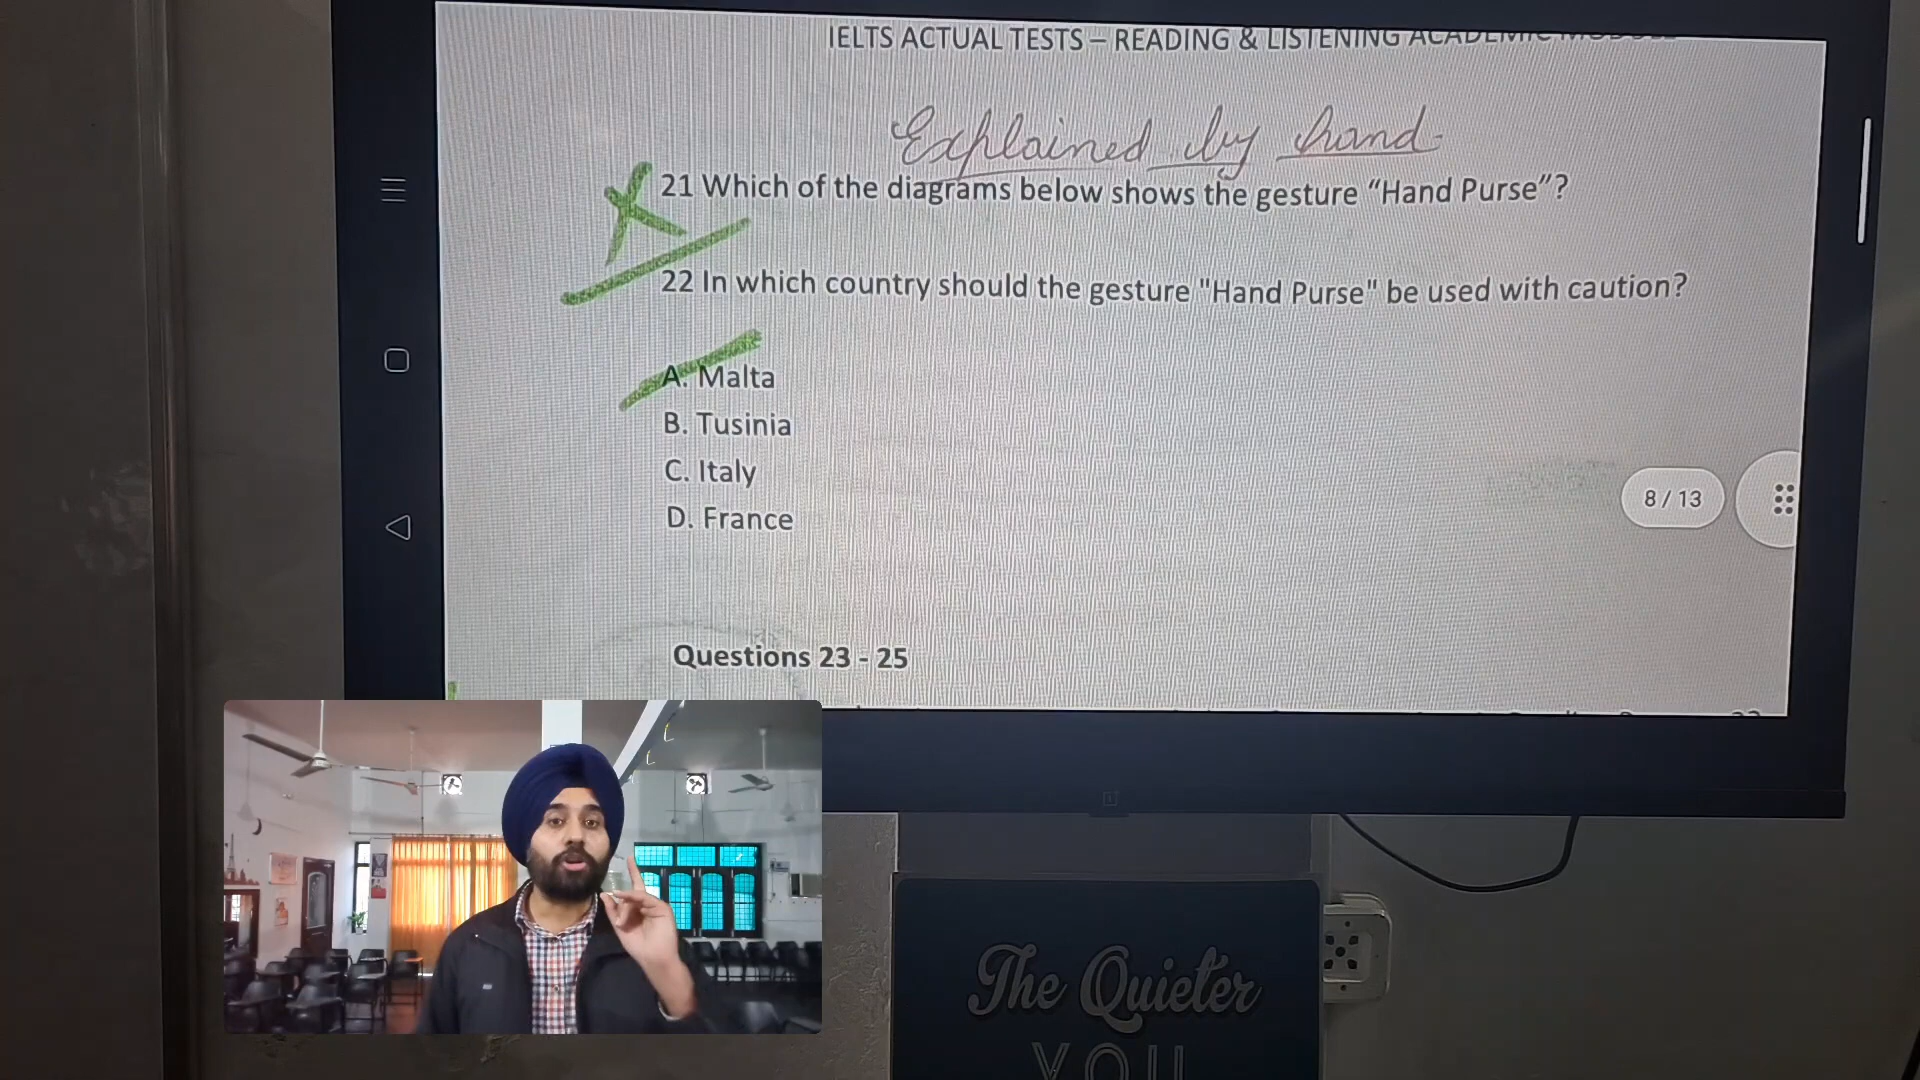 IELTS ACTUAL TESTS – READING & LISTENING ACADEMIC
Explained by hand
21 Which of the diagrams below shows the gesture “Hand Purse”?
22 In which country should the gesture "Hand Purse" be used with caution?
A. Malta
B. Tusinia
C. Italy
D. France
8 / 13
Questions 23 - 25
The Quieter
YOU